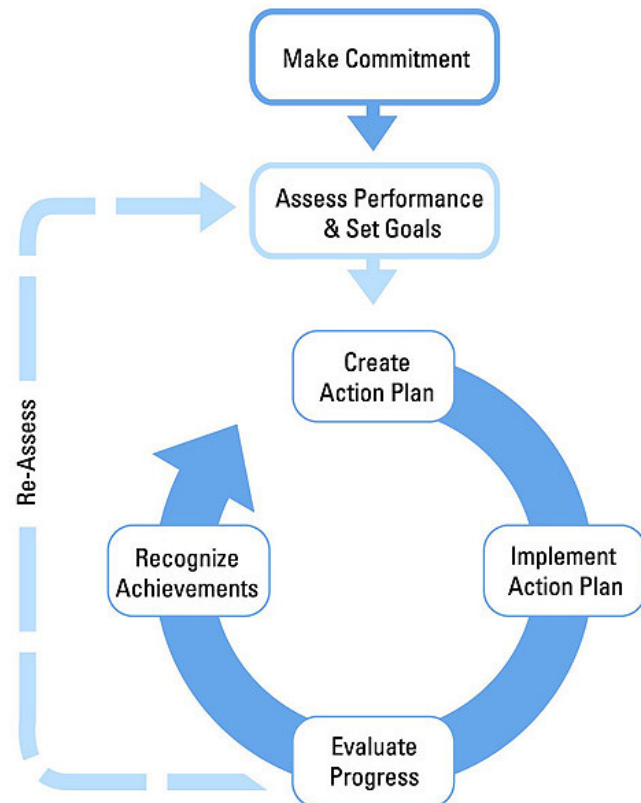 Make Commitment
Assess Performance
& Set Goals
Create
Action Plan
Re-Assess
Recognize
Achievements
Implement
Action Plan
Evaluate
Progress